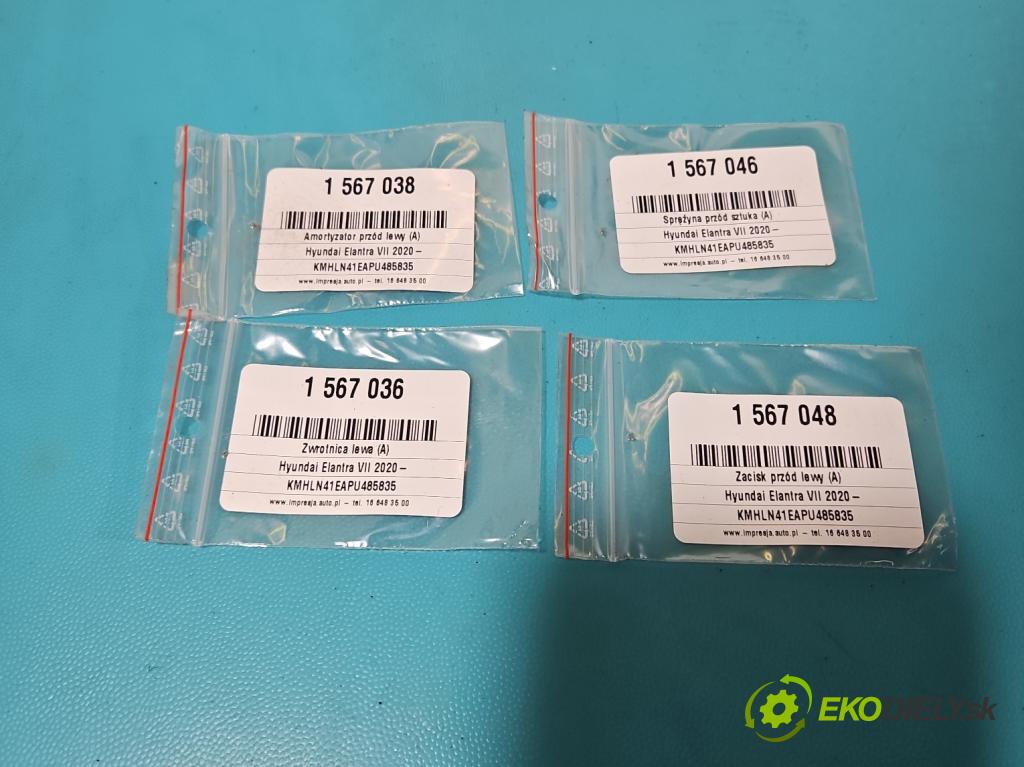 1 567 038
Amortyzator przód lewy (A)
Hyundai Elantra VII 2020 –
KMHLN41EAPU485835
www.impresja.auto.pl – tel. 16 648 35 00
1 567 046
Sprężyna przód sztuka (A)
Hyundai Elantra VII 2020 –
KMHLN41EAPU485835
www.impresja.auto.pl – tel. 16 648 35 00
1 567 036
Zwrotnica lewa (A)
Hyundai Elantra VII 2020 –
KMHLN41EAPU485835
www.impresja.auto.pl – tel. 16 648 35 00
1 567 048
Zacisk przód lewy (A)
Hyundai Elantra VII 2020 –
KMHLN41EAPU485835
www.impresja.auto.pl – tel. 16 648 35 00
EKODIELY.sk